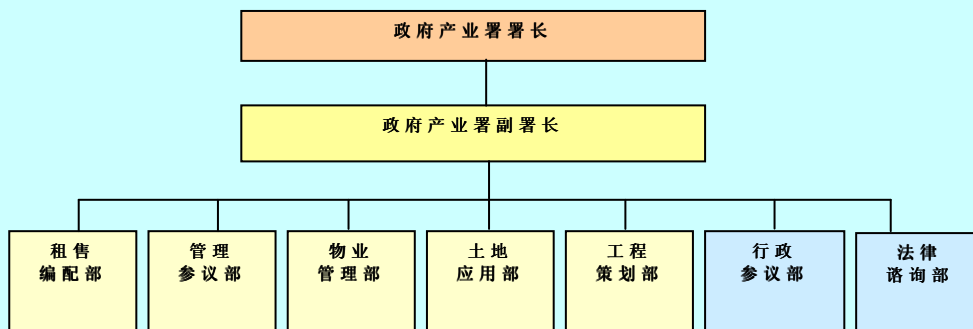 政府产业署署长
政府产业署副署长
租售
编配部
管理
参议部
物业
管理部
土地
应用部
工程
策划部
行政
参议部
法律
谘询部